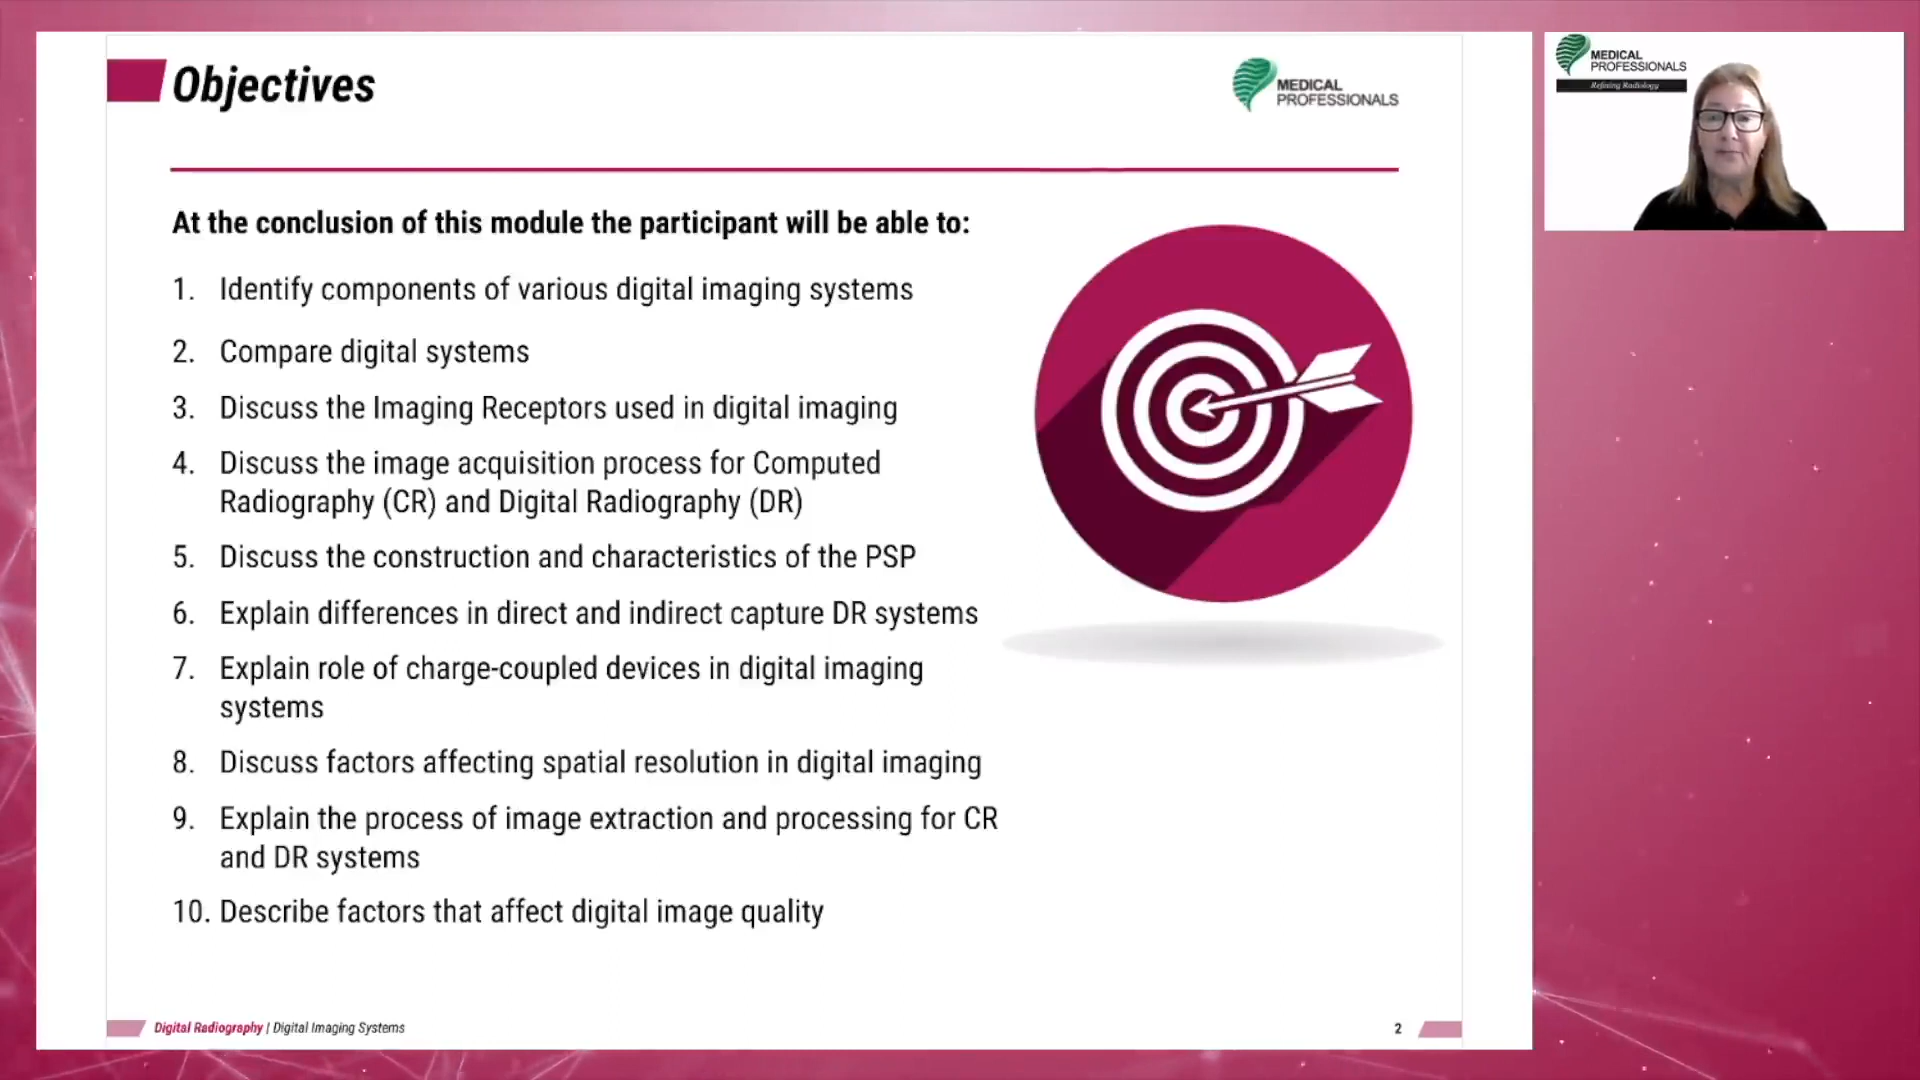 Objectives
MEDICAL
PROFESSIONALS
At the conclusion of this module the participant will be able to:
1. Identify components of various digital imaging systems
2. Compare digital systems
3. Discuss the Imaging Receptors used in digital imaging
4. Discuss the image acquisition process for Computed
Radiography (CR) and Digital Radiography (DR)
5. Discuss the construction and characteristics of the PSP
6. Explain differences in direct and indirect capture DR systems
7. Explain role of charge-coupled devices in digital imaging
systems
8. Discuss factors affecting spatial resolution in digital imaging
9. Explain the process of image extraction and processing for CR
and DR systems
10. Describe factors that affect digital image quality
Digital Radiography | Digital Imaging Systems
2
MEDICAL
PROFESSIONALS
Refining Radiology